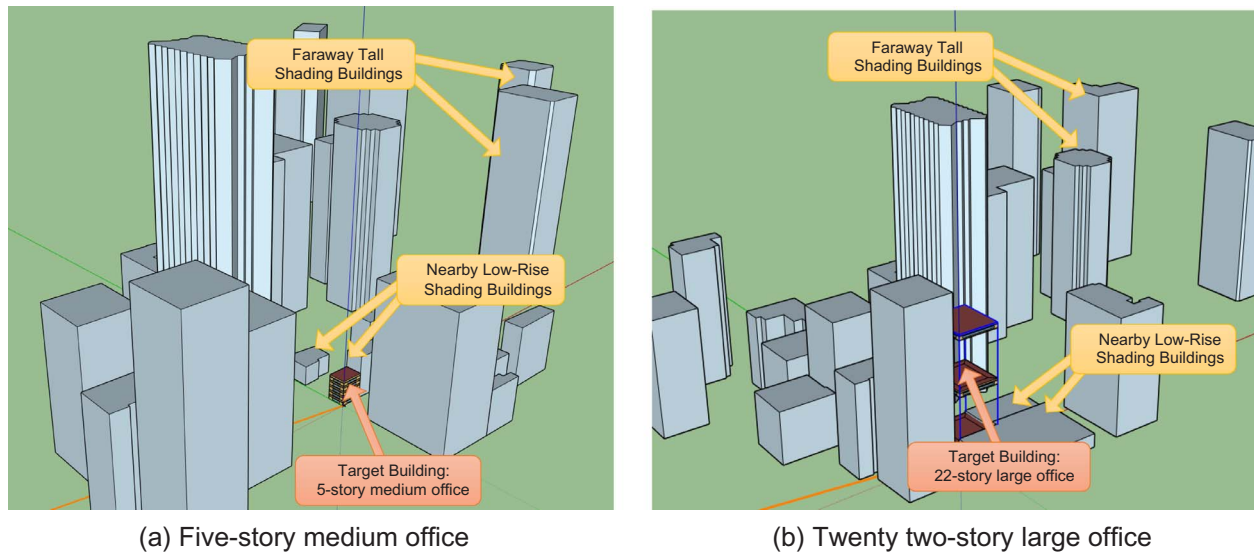 Faraway Tall
Shading Buildings
Nearby Low-Rise
Shading Buildings
Target Building:
5-story medium office
(a) Five-story medium office
Faraway Tall
Shading Buildings
Nearby Low-Rise
Shading Buildings
Target Building:
22-story large office
(b) Twenty two-story large office